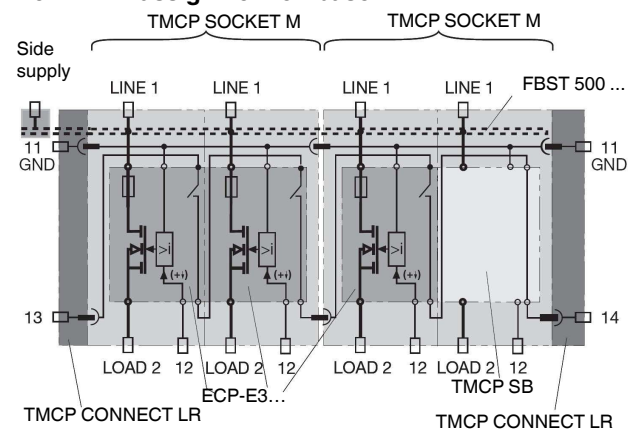 TMCP SOCKET M
TMCP SOCKET M
Side
supply
LINE 1
LINE 1
LINE 1
LINE 1
FBST 500 ...
11
GND
11
GND
>i
>i
>i
(+)
(+)
(+)
13
14
LOAD 2
12
LOAD 2
12
LOAD 2
12
LOAD 2
12
ECP-E3...
TMCP SB
TMCP CONNECT LR
TMCP CONNECT LR